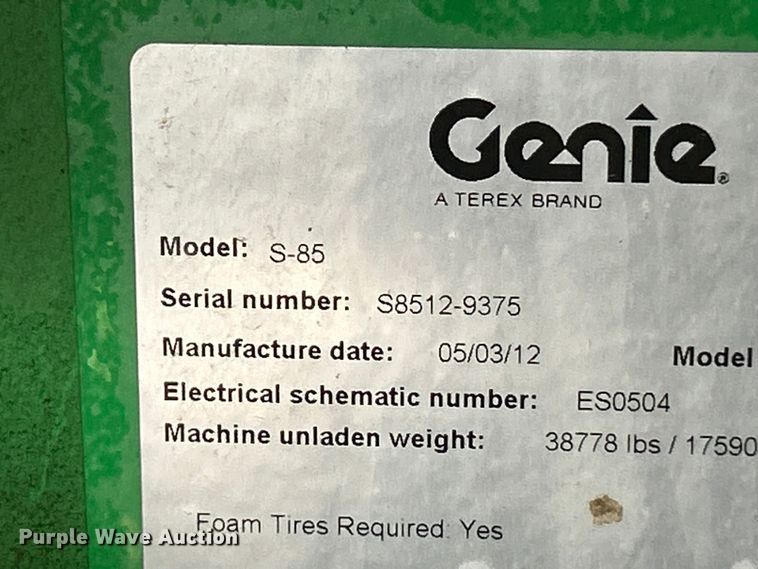 Genie®
A TEREX BRAND
Model: S-85
Serial number: S8512-9375
Manufacture date: 05/03/12 Model
Electrical schematic number: ES0504
Machine unladen weight: 38778 lbs / 17590
Foam Tires Required: Yes
Purple Wave Auction